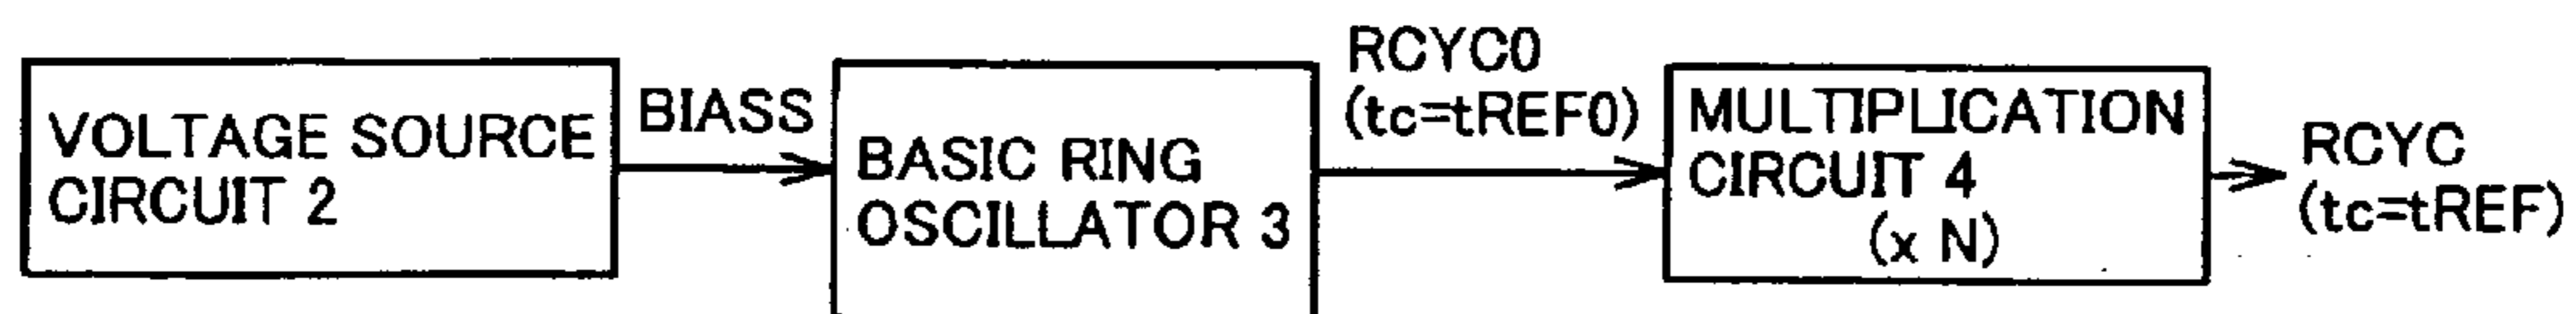 VOLTAGE SOURCE
CIRCUIT 2
BIASS
BASIC RING
OSCILLATOR 3
RCYC0
(tc=tREF0)
MULTIPLICATION
CIRCUIT 4
(x N)
RCYC
(tc=tREF)